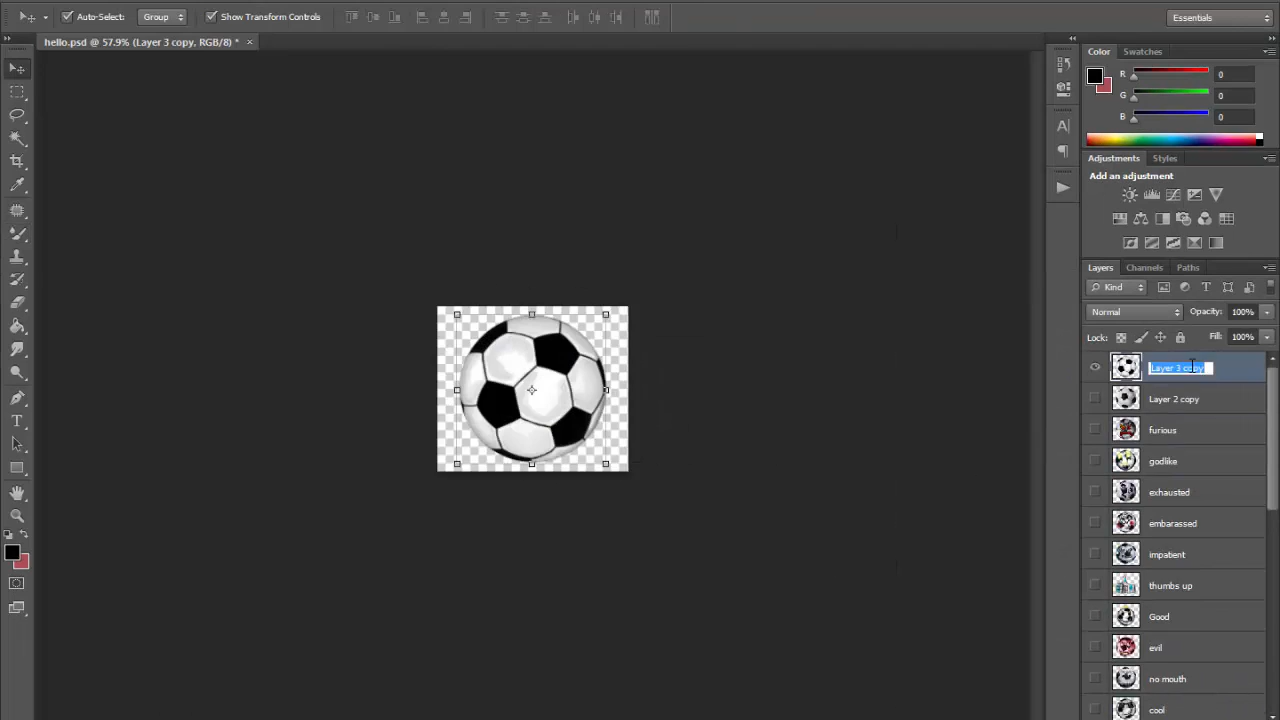 Auto-Select: Group Show Transform Controls Essentials
hello.psd @ 57.9% (Layer 3 copy, RGB/8) * ×
Color Swatches
R 0
G 0
B 0
Adjustments Styles
Add an adjustment
Layers Channels Paths
Kind
Normal Opacity: 100%
Lock: Fill: 100%
Layer 3 copy
Layer 2 copy
furious
godlike
exhausted
embarassed
impatient
thumbs up
Good
evil
no mouth
cool